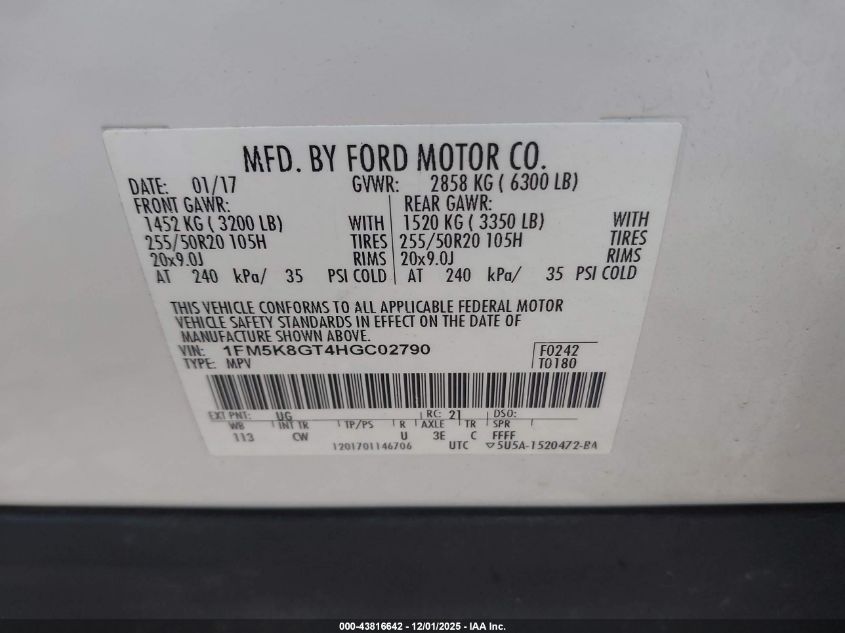 MFD. BY FORD MOTOR CO.
DATE: 01/17 GVWR: 2858 KG ( 6300 LB)
FRONT GAWR: REAR GAWR:
1452 KG ( 3200 LB) WITH 1520 KG ( 3350 LB) WITH
255/50R20 105H TIRES 255/50R20 105H TIRES
20x9.0J RIMS 20x9.0J RIMS
AT 240 kPa/ 35 PSI COLD AT 240 kPa/ 35 PSI COLD
THIS VEHICLE CONFORMS TO ALL APPLICABLE FEDERAL MOTOR
VEHICLE SAFETY STANDARDS IN EFFECT ON THE DATE OF
MANUFACTURE SHOWN ABOVE.
VIN: 1FM5K8GT4HGC02790 F0242
TYPE: MPV T0180
EXT PNT: UG RC: 21 DSO:
WB INT TR TP/PS R AXLE TR SPR
113 CW U 3E C FFFF
1201701146706 UTC ▽5U5A-1520472-BA
000-43816642 - 12/01/2025 - IAA Inc.